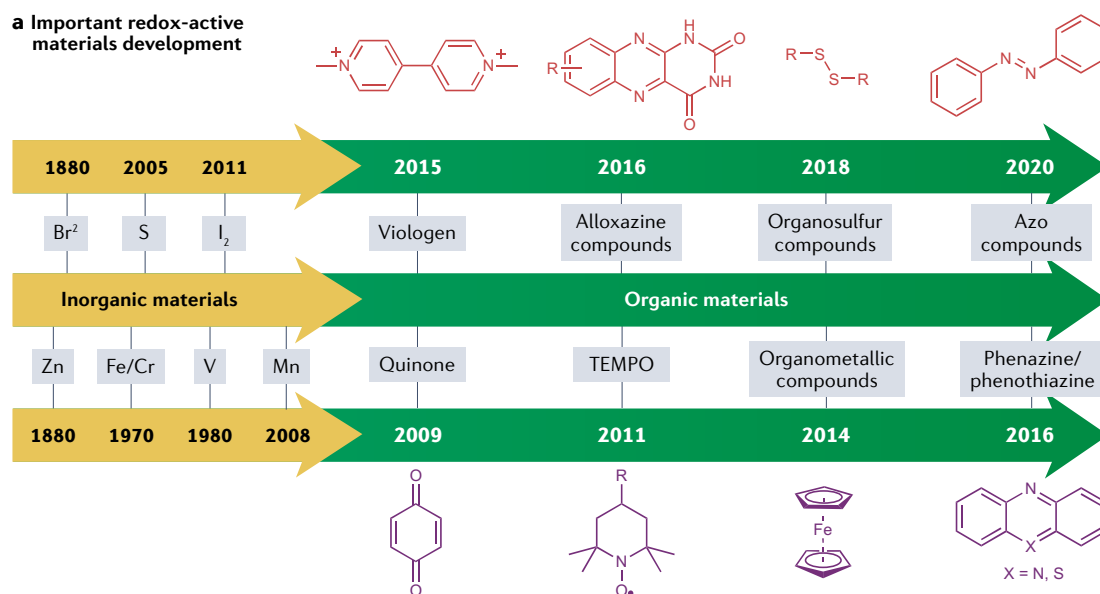 a Important redox-active
materials development
N
+
N
+
R
N
N
H
N
O
NH
O
R
S
S
R
N
N
1880 2005 2011 2015 2016 2018 2020
Br² S I₂ Viologen
Alloxazine
compounds
Organosulfur
compounds
Azo
compounds
Inorganic materials Organic materials
Zn Fe/Cr V Mn Quinone TEMPO
Organometallic
compounds
Phenazine/
phenothiazine
1880 1970 1980 2008 2009 2011 2014 2016
O
O
R
N
O•
Fe
N
X
X = N, S